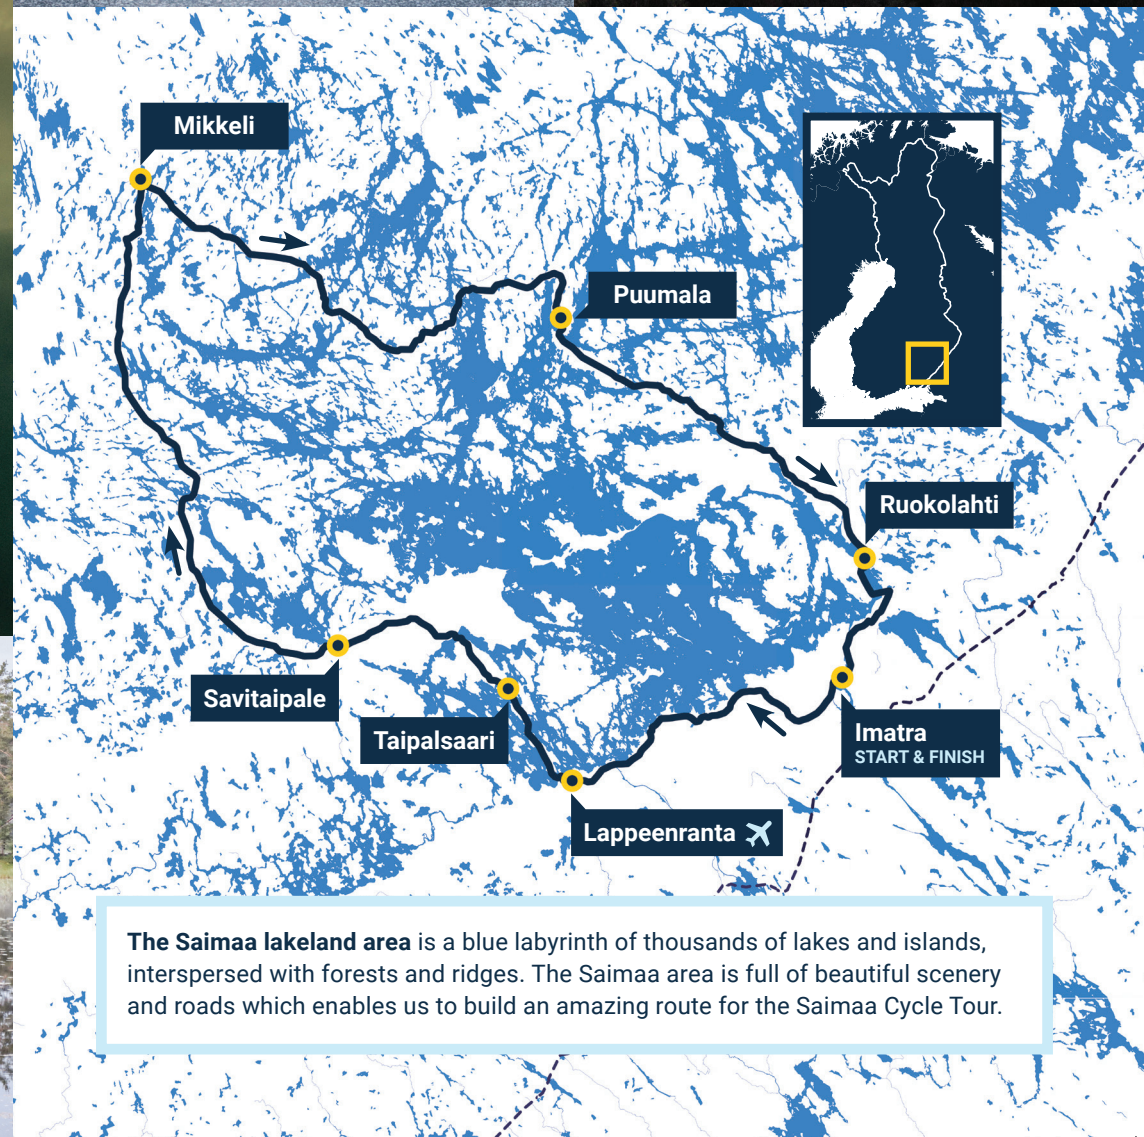 Mikkeli
Puumala
Ruokolahti
Savitaipale
Taipalsaari
Imatra
START & FINISH
Lappeenranta
The Saimaa lakeland area is a blue labyrinth of thousands of lakes and islands,
interspersed with forests and ridges. The Saimaa area is full of beautiful scenery
and roads which enables us to build an amazing route for the Saimaa Cycle Tour.